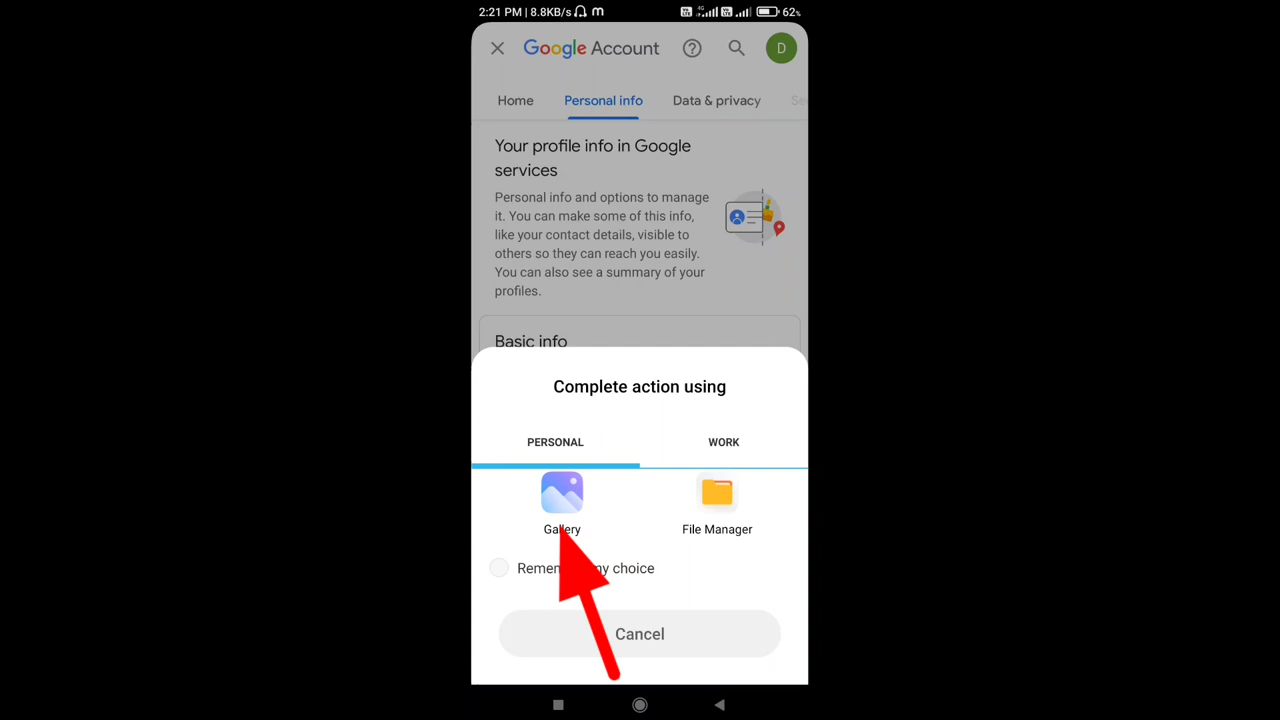 2:21 PM | 8.8KB/s 62%
Google Account
D
Home Personal info Data & privacy
Your profile info in Google
services
Personal info and options to manage
it. You can make some of this info,
like your contact details, visible to
others so they can reach you easily.
You can also see a summary of your
profiles.
Basic info
Complete action using
PERSONAL WORK
Gallery File Manager
my choice
Cancel